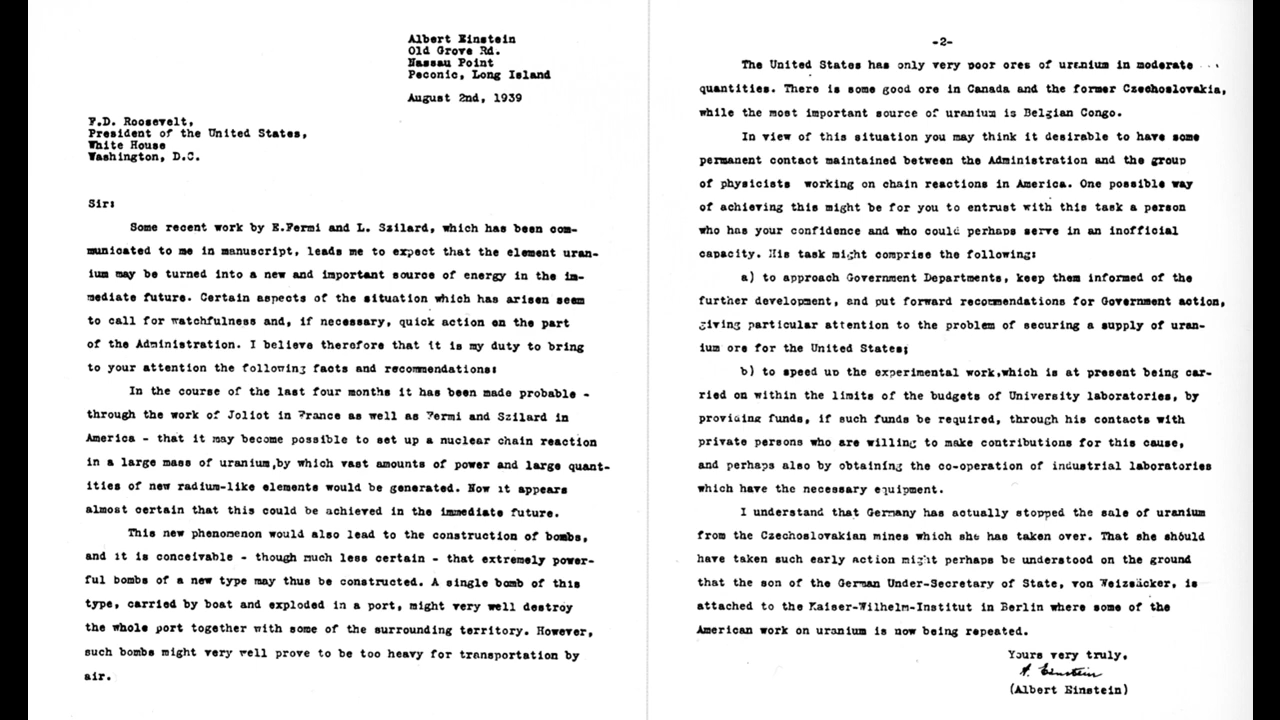 Albert Einstein
Old Grove Rd.
Nassau Point
Peconic, Long Island
August 2nd, 1939
F.D. Roosevelt,
President of the United States,
White House
Washington, D.C.
Sir:
Some recent work by E.Fermi and L. Szilard, which has been com-
municated to me in manuscript, leads me to expect that the element uran-
ium may be turned into a new and important source of energy in the im-
mediate future. Certain aspects of the situation which has arisen seem
to call for watchfulness and, if necessary, quick action on the part
of the Administration. I believe therefore that it is my duty to bring
to your attention the following facts and recommendations:
In the course of the last four months it has been made probable -
through the work of Joliot in France as well as Fermi and Szilard in
America - that it may become possible to set up a nuclear chain reaction
in a large mass of uranium,by which vast amounts of power and large quant-
ities of new radium-like elements would be generated. Now it appears
almost certain that this could be achieved in the immediate future.
This new phenomenon would also lead to the construction of bombs,
and it is conceivable - though much less certain - that extremely power-
ful bombs of a new type may thus be constructed. A single bomb of this
type, carried by boat and exploded in a port, might very well destroy
the whole port together with some of the surrounding territory. However,
such bombs might very well prove to be too heavy for transportation by
air.
-2-
The United States has only very poor ores of uranium in moderate
quantities. There is some good ore in Canada and the former Czechoslovakia,
while the most important source of uranium is Belgian Congo.
In view of this situation you may think it desirable to have some
permanent contact maintained between the Administration and the group
of physicists working on chain reactions in America. One possible way
of achieving this might be for you to entrust with this task a person
who has your confidence and who could perhaps serve in an inofficial
capacity. His task might comprise the following:
a) to approach Government Departments, keep them informed of the
further development, and put forward recommendations for Government action,
giving particular attention to the problem of securing a supply of uran-
ium ore for the United States;
b) to speed up the experimental work,which is at present being car-
ried on within the limits of the budgets of University laboratories, by
providing funds, if such funds be required, through his contacts with
private persons who are willing to make contributions for this cause,
and perhaps also by obtaining the co-operation of industrial laboratories
which have the necessary equipment.
I understand that Germany has actually stopped the sale of uranium
from the Czechoslovakian mines which she has taken over. That she should
have taken such early action might perhaps be understood on the ground
that the son of the German Under-Secretary of State, von Weizsäcker, is
attached to the Kaiser-Wilhelm-Institut in Berlin where some of the
American work on uranium is now being repeated.
Yours very truly,
A. Einstein
(Albert Einstein)